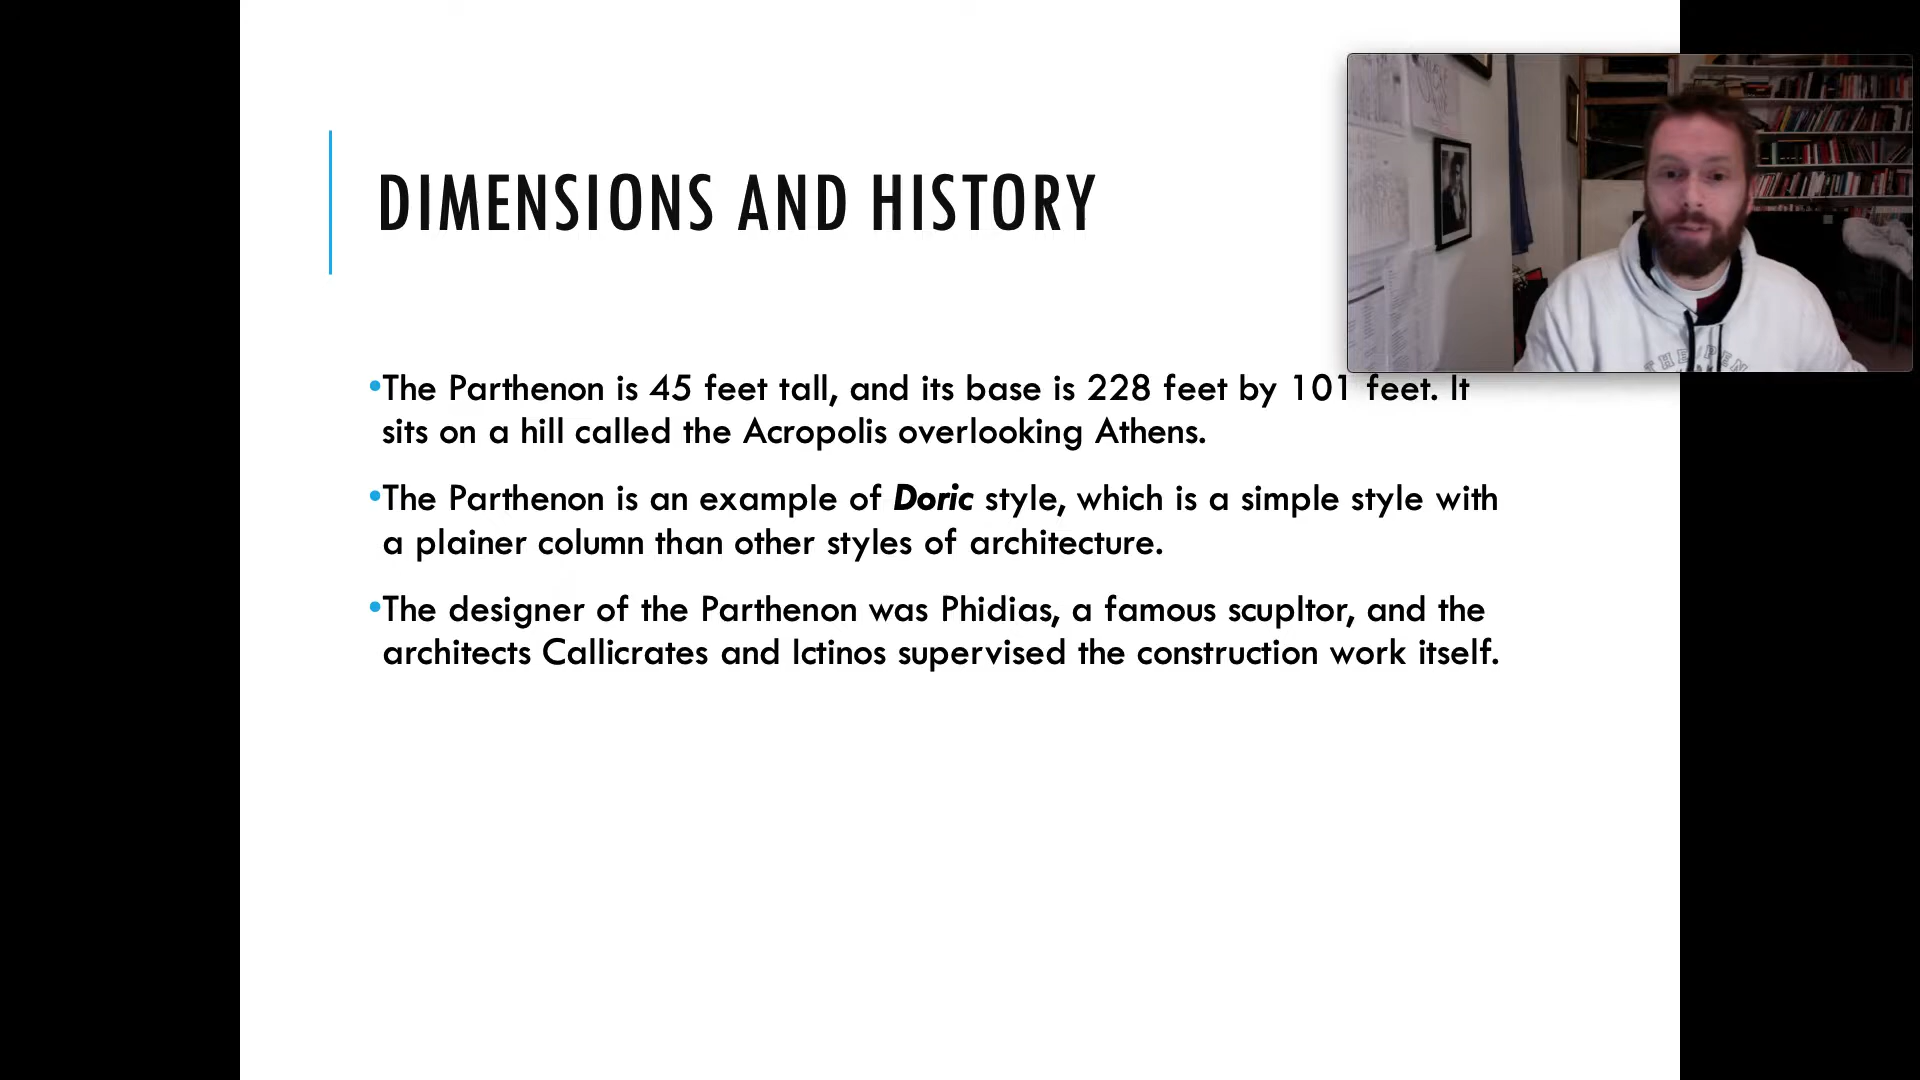 DIMENSIONS AND HISTORY
•The Parthenon is 45 feet tall, and its base is 228 feet by 101 feet. It
sits on a hill called the Acropolis overlooking Athens.
•The Parthenon is an example of Doric style, which is a simple style with
a plainer column than other styles of architecture.
•The designer of the Parthenon was Phidias, a famous scupltor, and the
architects Callicrates and Ictinos supervised the construction work itself.
THE/PEN